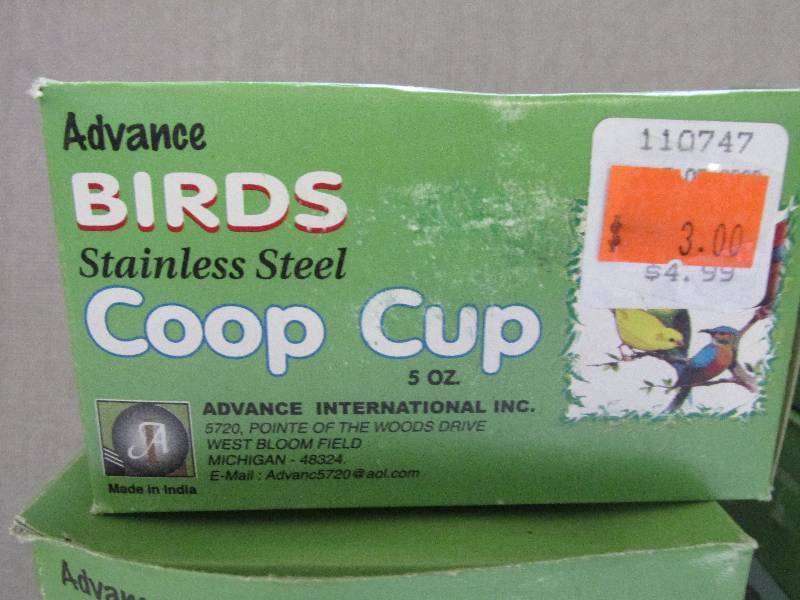 Advance
BIRDS
Stainless Steel
Coop Cup
5 OZ.
110747
$ 3.00
$4.99
ADVANCE INTERNATIONAL INC.
5720, POINTE OF THE WOODS DRIVE
WEST BLOOM FIELD
MICHIGAN - 48324.
E-Mail : Advanc5720@aol.com
A
Made in India
Advance